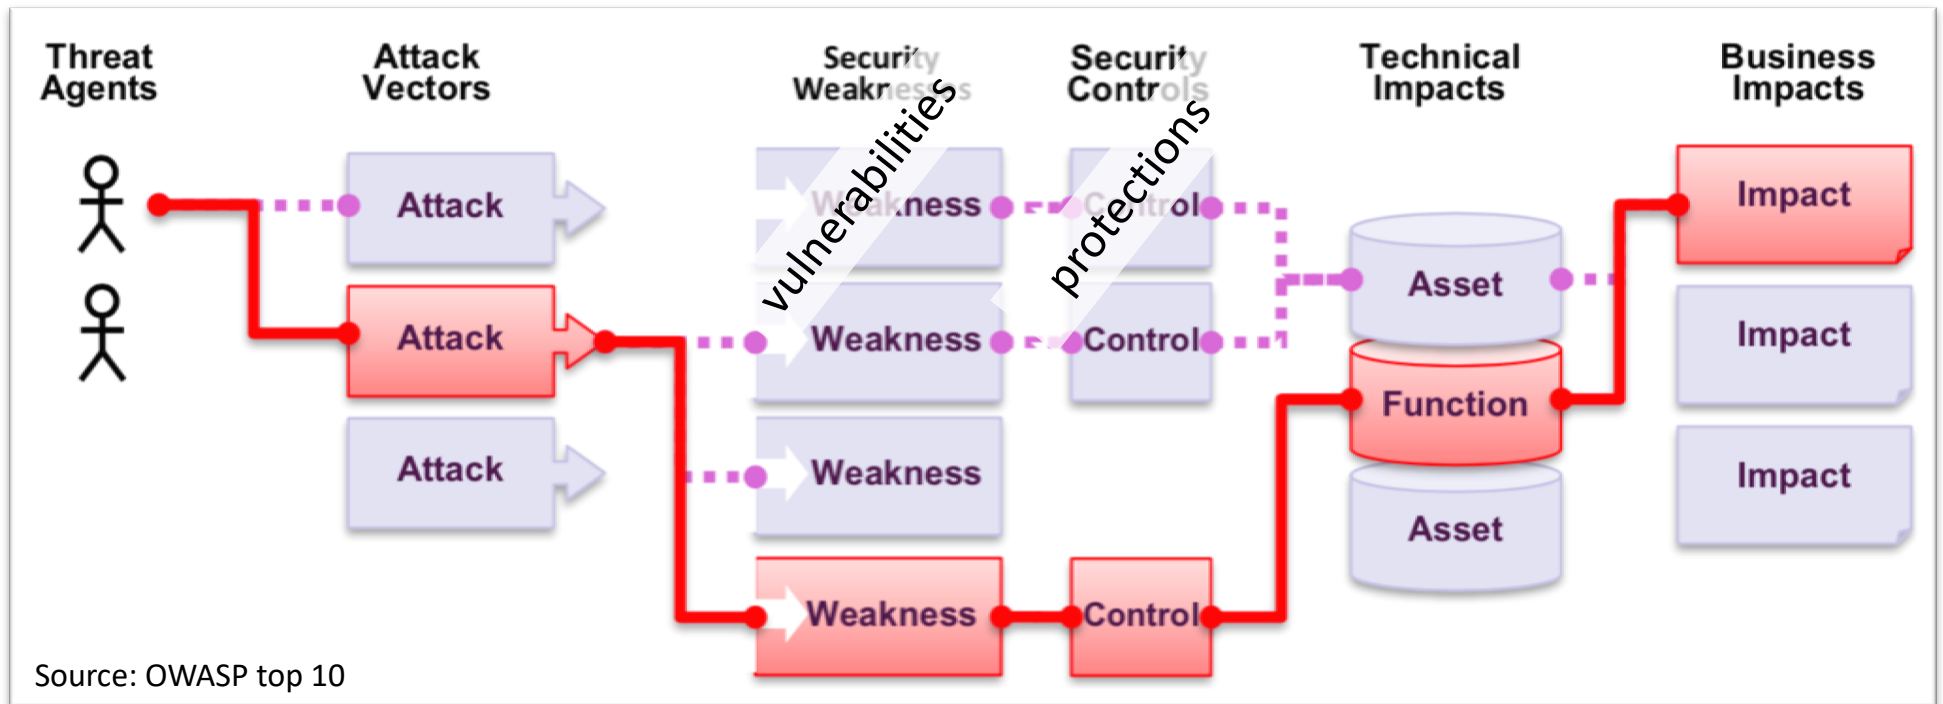 Threat
Agents
Attack
Vectors
Security
Weaknesses
Security
Controls
Technical
Impacts
Business
Impacts
vulnerabilities
protections
Attack
Weakness
Control
Impact
Asset
Attack
Weakness
Control
Impact
Function
Attack
Weakness
Impact
Asset
Weakness
Control
Source: OWASP top 10